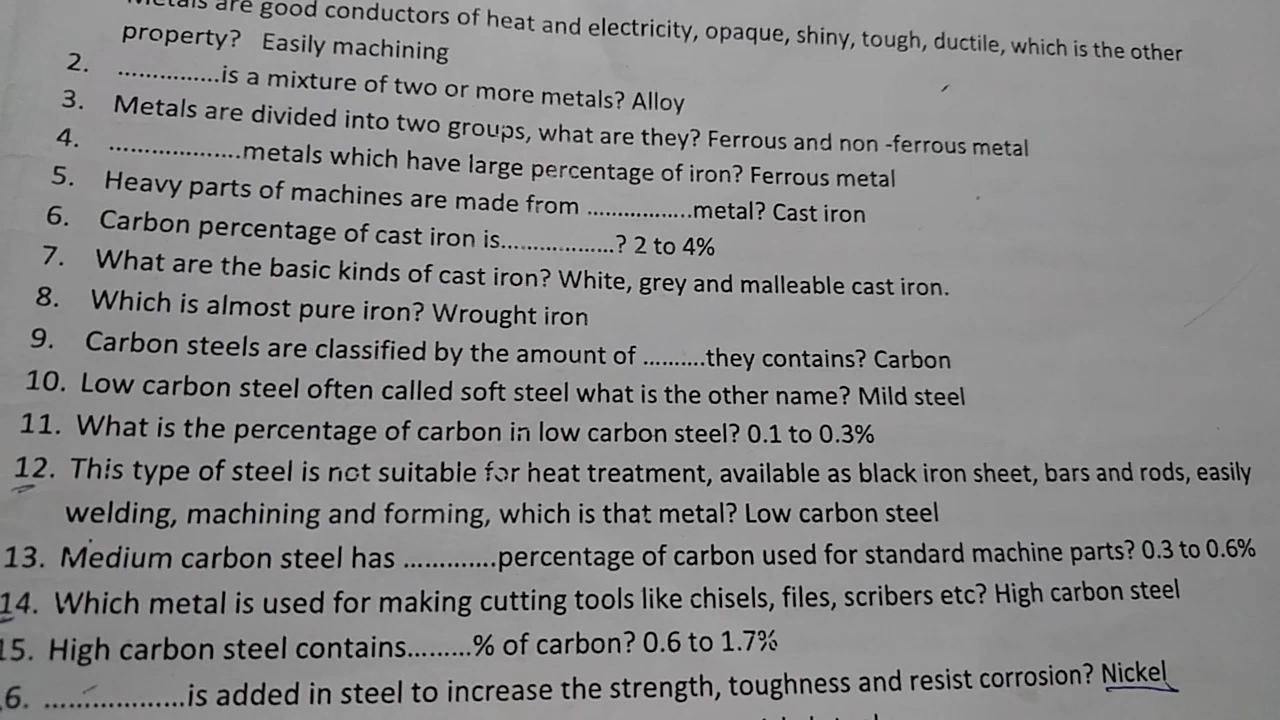 Metals are good conductors of heat and electricity, opaque, shiny, tough, ductile, which is the other
property? Easily machining
2. ...............is a mixture of two or more metals? Alloy
3. Metals are divided into two groups, what are they? Ferrous and non -ferrous metal
4. ....................metals which have large percentage of iron? Ferrous metal
5. Heavy parts of machines are made from .................metal? Cast iron
6. Carbon percentage of cast iron is..................? 2 to 4%
7. What are the basic kinds of cast iron? White, grey and malleable cast iron.
8. Which is almost pure iron? Wrought iron
9. Carbon steels are classified by the amount of ..........they contains? Carbon
10. Low carbon steel often called soft steel what is the other name? Mild steel
11. What is the percentage of carbon in low carbon steel? 0.1 to 0.3%
12. This type of steel is not suitable for heat treatment, available as black iron sheet, bars and rods, easily
welding, machining and forming, which is that metal? Low carbon steel
13. Medium carbon steel has .............percentage of carbon used for standard machine parts? 0.3 to 0.6%
14. Which metal is used for making cutting tools like chisels, files, scribers etc? High carbon steel
15. High carbon steel contains.........% of carbon? 0.6 to 1.7%
6. ....................is added in steel to increase the strength, toughness and resist corrosion? Nickel